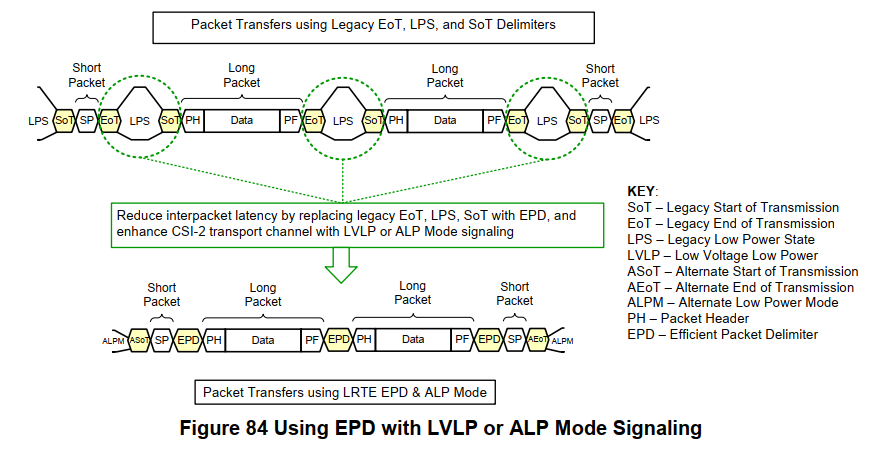 Packet Transfers using Legacy EoT, LPS, and SoT Delimiters
Short
Packet
Long
Packet
Long
Packet
Short
Packet
LPS SoT SP EoT LPS SoT PH Data PF EoT LPS SoT PH Data PF EoT LPS SoT SP EoT LPS
Reduce interpacket latency by replacing legacy EoT, LPS, SoT with EPD, and
enhance CSI-2 transport channel with LVLP or ALP Mode signaling
KEY:
SoT – Legacy Start of Transmission
EoT – Legacy End of Transmission
LPS – Legacy Low Power State
LVLP – Low Voltage Low Power
ASoT – Alternate Start of Transmission
AEoT – Alternate End of Transmission
ALPM – Alternate Low Power Mode
PH – Packet Header
EPD – Efficient Packet Delimiter
Short
Packet
Long
Packet
Long
Packet
Short
Packet
ALPM ASoT SP EPD PH Data PF EPD PH Data PF EPD SP AEoT ALPM
Packet Transfers using LRTE EPD & ALP Mode
Figure 84 Using EPD with LVLP or ALP Mode Signaling